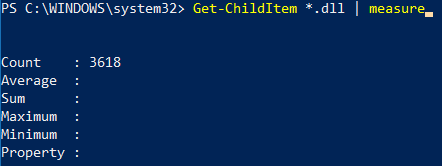 PS C:\WINDOWS\system32> Get-ChildItem *.dll | measure
Count    : 3618
Average  :
Sum      :
Maximum  :
Minimum  :
Property :